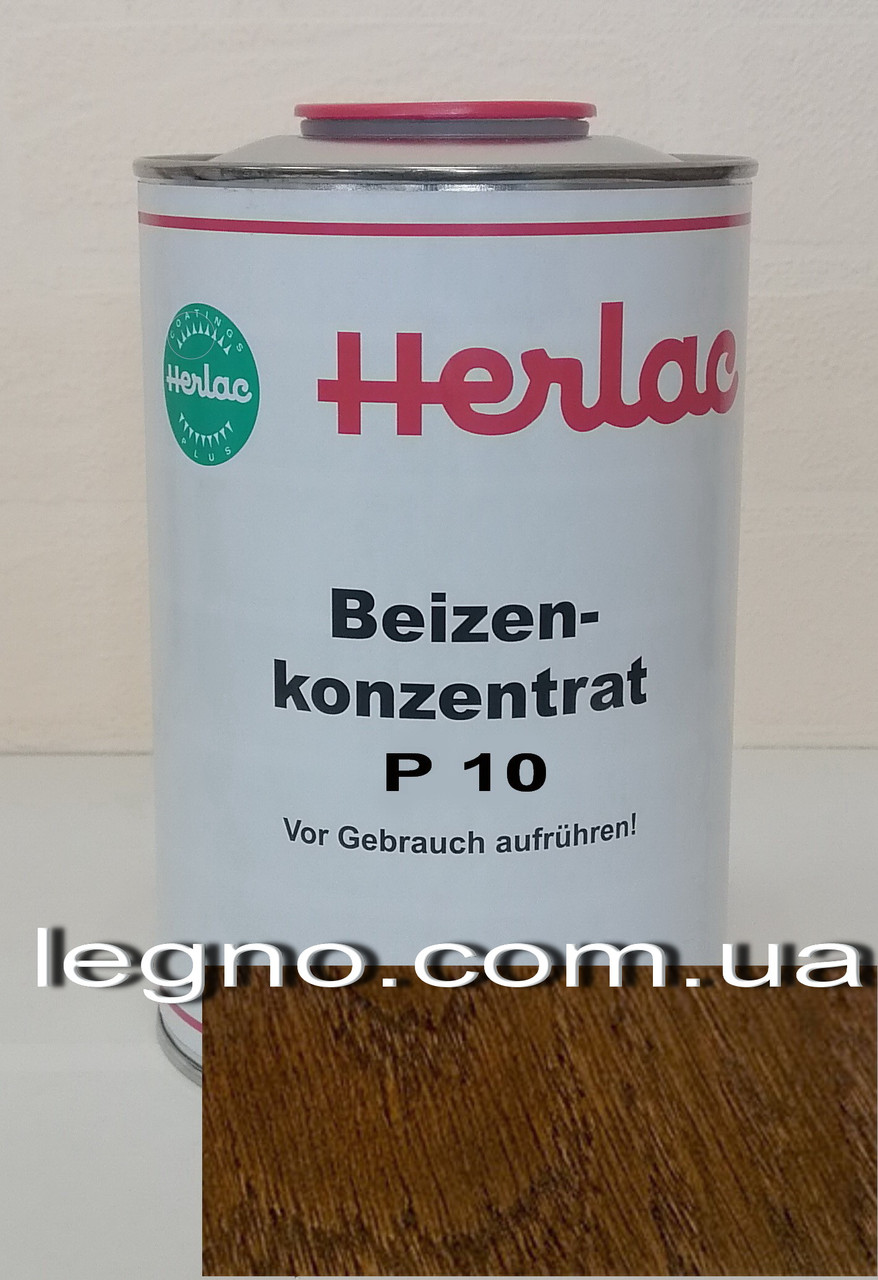 COATINGS
Herlac
PLUS
Herlac
Beizen-
konzentrat
P 10
Vor Gebrauch aufrühren!
legno.com.ua